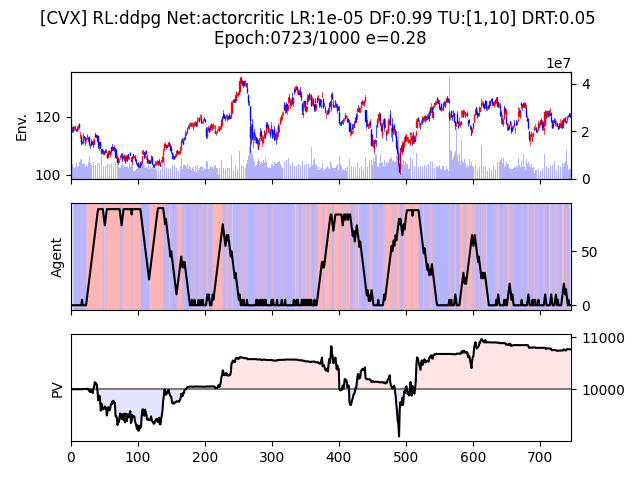 [CVX] RL:ddpg Net:actorcritic LR:1e-05 DF:0.99 TU:[1,10] DRT:0.05
Epoch:0723/1000 e=0.28
1e7
Env.
120
100
4
2
0
Agent
50
0
PV
11000
10000
0 100 200 300 400 500 600 700